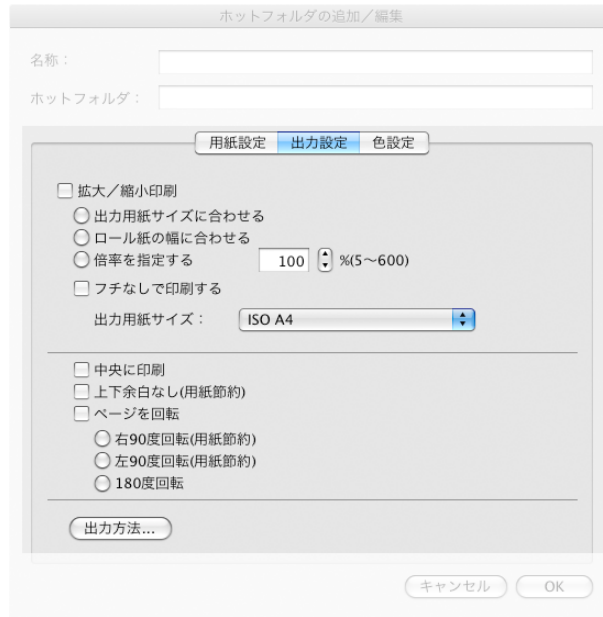 ホットフォルダの追加／編集
名称：
ホットフォルダ：
用紙設定 出力設定 色設定
拡大／縮小印刷
出力用紙サイズに合わせる
ロール紙の幅に合わせる
倍率を指定する 100 %(5〜600)
フチなしで印刷する
出力用紙サイズ： ISO A4
中央に印刷
上下余白なし(用紙節約)
ページを回転
右90度回転(用紙節約)
左90度回転(用紙節約)
180度回転
出力方法...
キャンセル OK